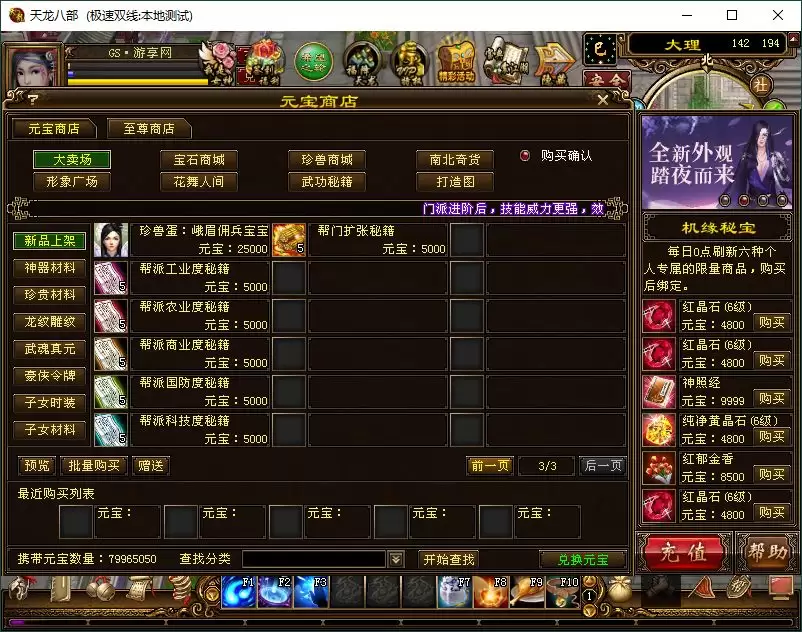 天龙八部 (极速双线:本地测试)
GS·游享网
精彩活动
大理 142 194
北
社
安全
元宝商店
元宝商店 至尊商店
大卖场 宝石商城 珍兽商城 南北奇货 购买确认
形象广场 花舞人间 武功秘籍 打造图
门派进阶后，技能威力更强，效
新品上架
神器材料
珍贵材料
龙纹雕纹
武魂真元
豪侠令牌
子女时装
子女材料
珍兽蛋：峨眉佣兵宝宝
元宝：25000
5
帮门扩张秘籍
元宝：5000
5
帮派工业度秘籍
元宝：5000
5
帮派农业度秘籍
元宝：5000
5
帮派商业度秘籍
元宝：5000
5
帮派国防度秘籍
元宝：5000
5
帮派科技度秘籍
元宝：5000
预览 批量购买 赠送 前一页 3/3 后一页
最近购买列表
元宝： 元宝： 元宝： 元宝： 元宝：
携带元宝数量：79965050 查找分类 开始查找 兑换元宝
全新外观
踏夜而来
机缘秘宝
每日0点刷新六种个
人专属的限量商品，购买
后绑定。
红晶石(6级)
元宝：4800 购买
红晶石(6级)
元宝：4800 购买
神照经
元宝：9999 购买
纯净黄晶石(6级)
元宝：4800 购买
红郁金香
元宝：8500 购买
红晶石(6级)
元宝：4800 购买
充值 帮助
F1 F2 F3 F7 F8 F9 F10 1